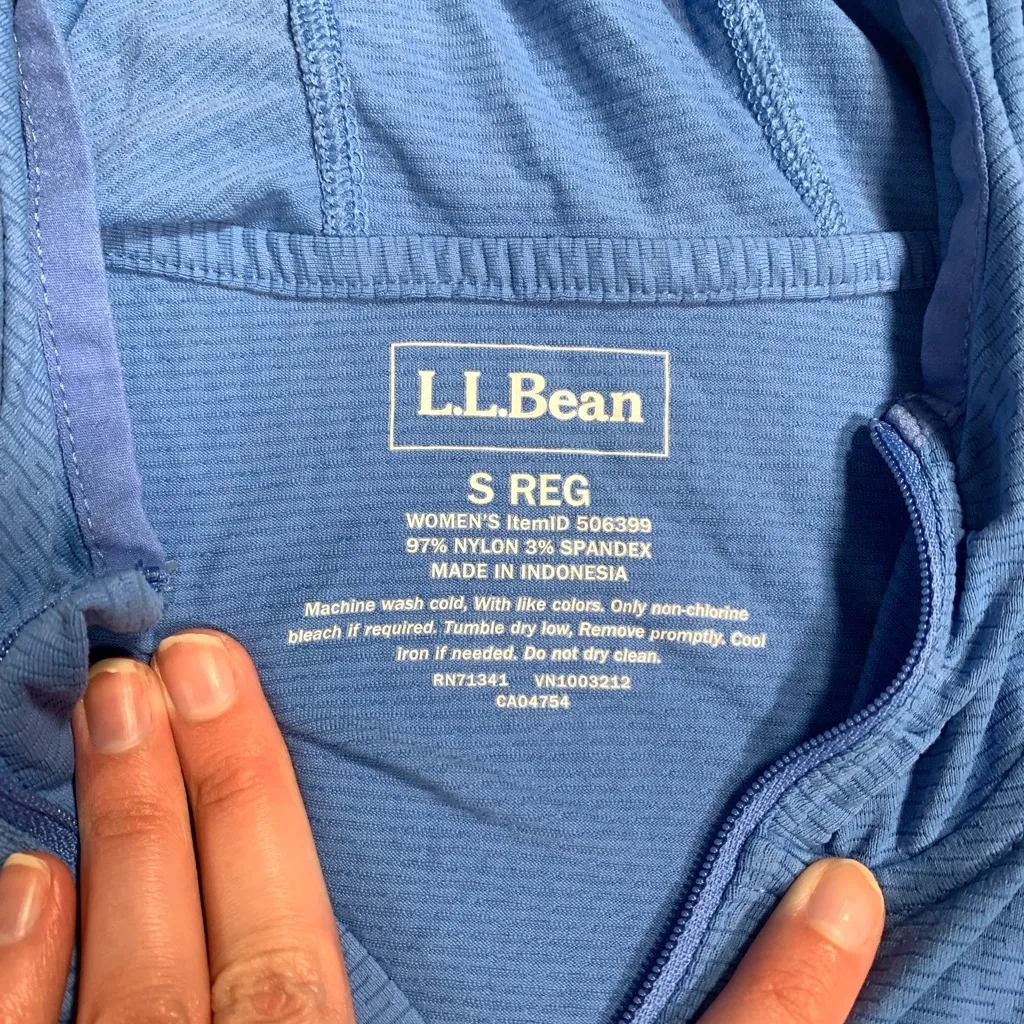 L.L.Bean
S REG
WOMEN'S ItemID 506399
97% NYLON 3% SPANDEX
MADE IN INDONESIA
Machine wash cold, With like colors. Only non-chlorine
bleach if required. Tumble dry low, Remove promptly. Cool
iron if needed. Do not dry clean.
RN71341 VN1003212
CA04754